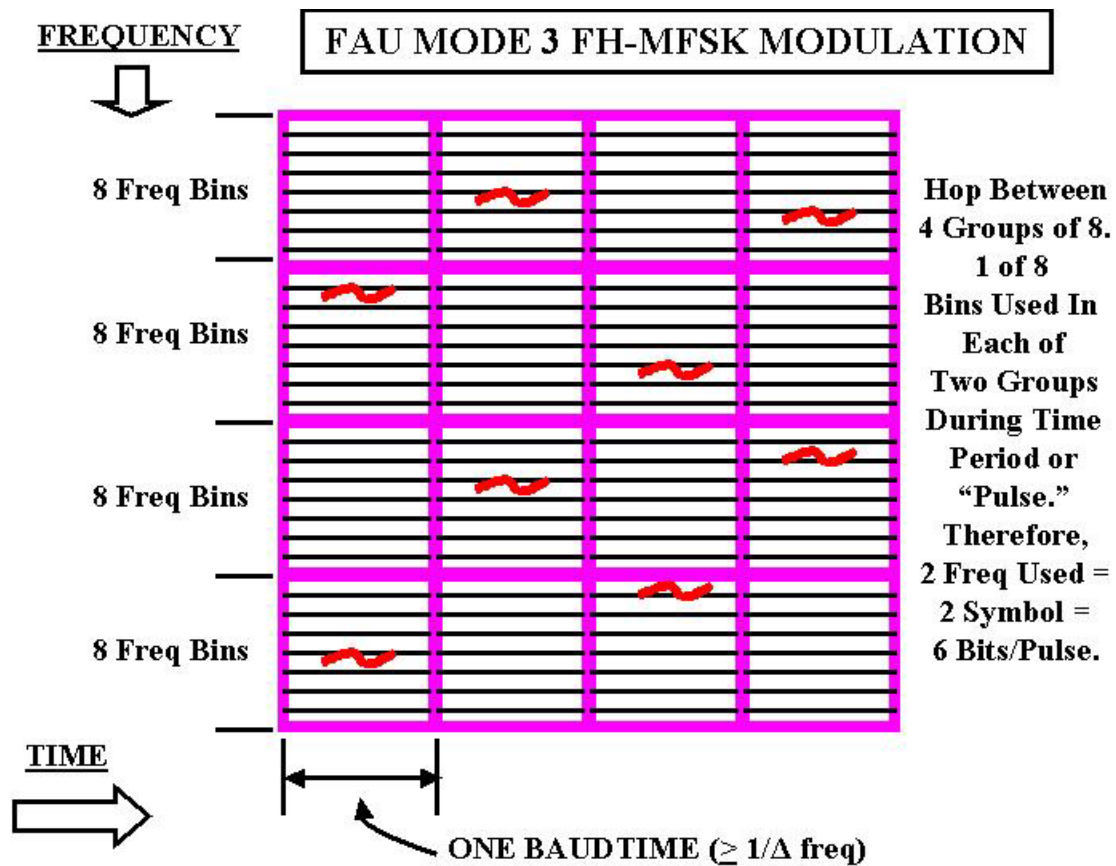 FREQUENCY
FAU MODE 3 FH-MFSK MODULATION
8 Freq Bins
8 Freq Bins
8 Freq Bins
8 Freq Bins
Hop Between
4 Groups of 8.
1 of 8
Bins Used In
Each of
Two Groups
During Time
Period or
“Pulse.”
Therefore,
2 Freq Used =
2 Symbol =
6 Bits/Pulse.
TIME
ONE BAUDTIME (≥ 1/Δ freq)